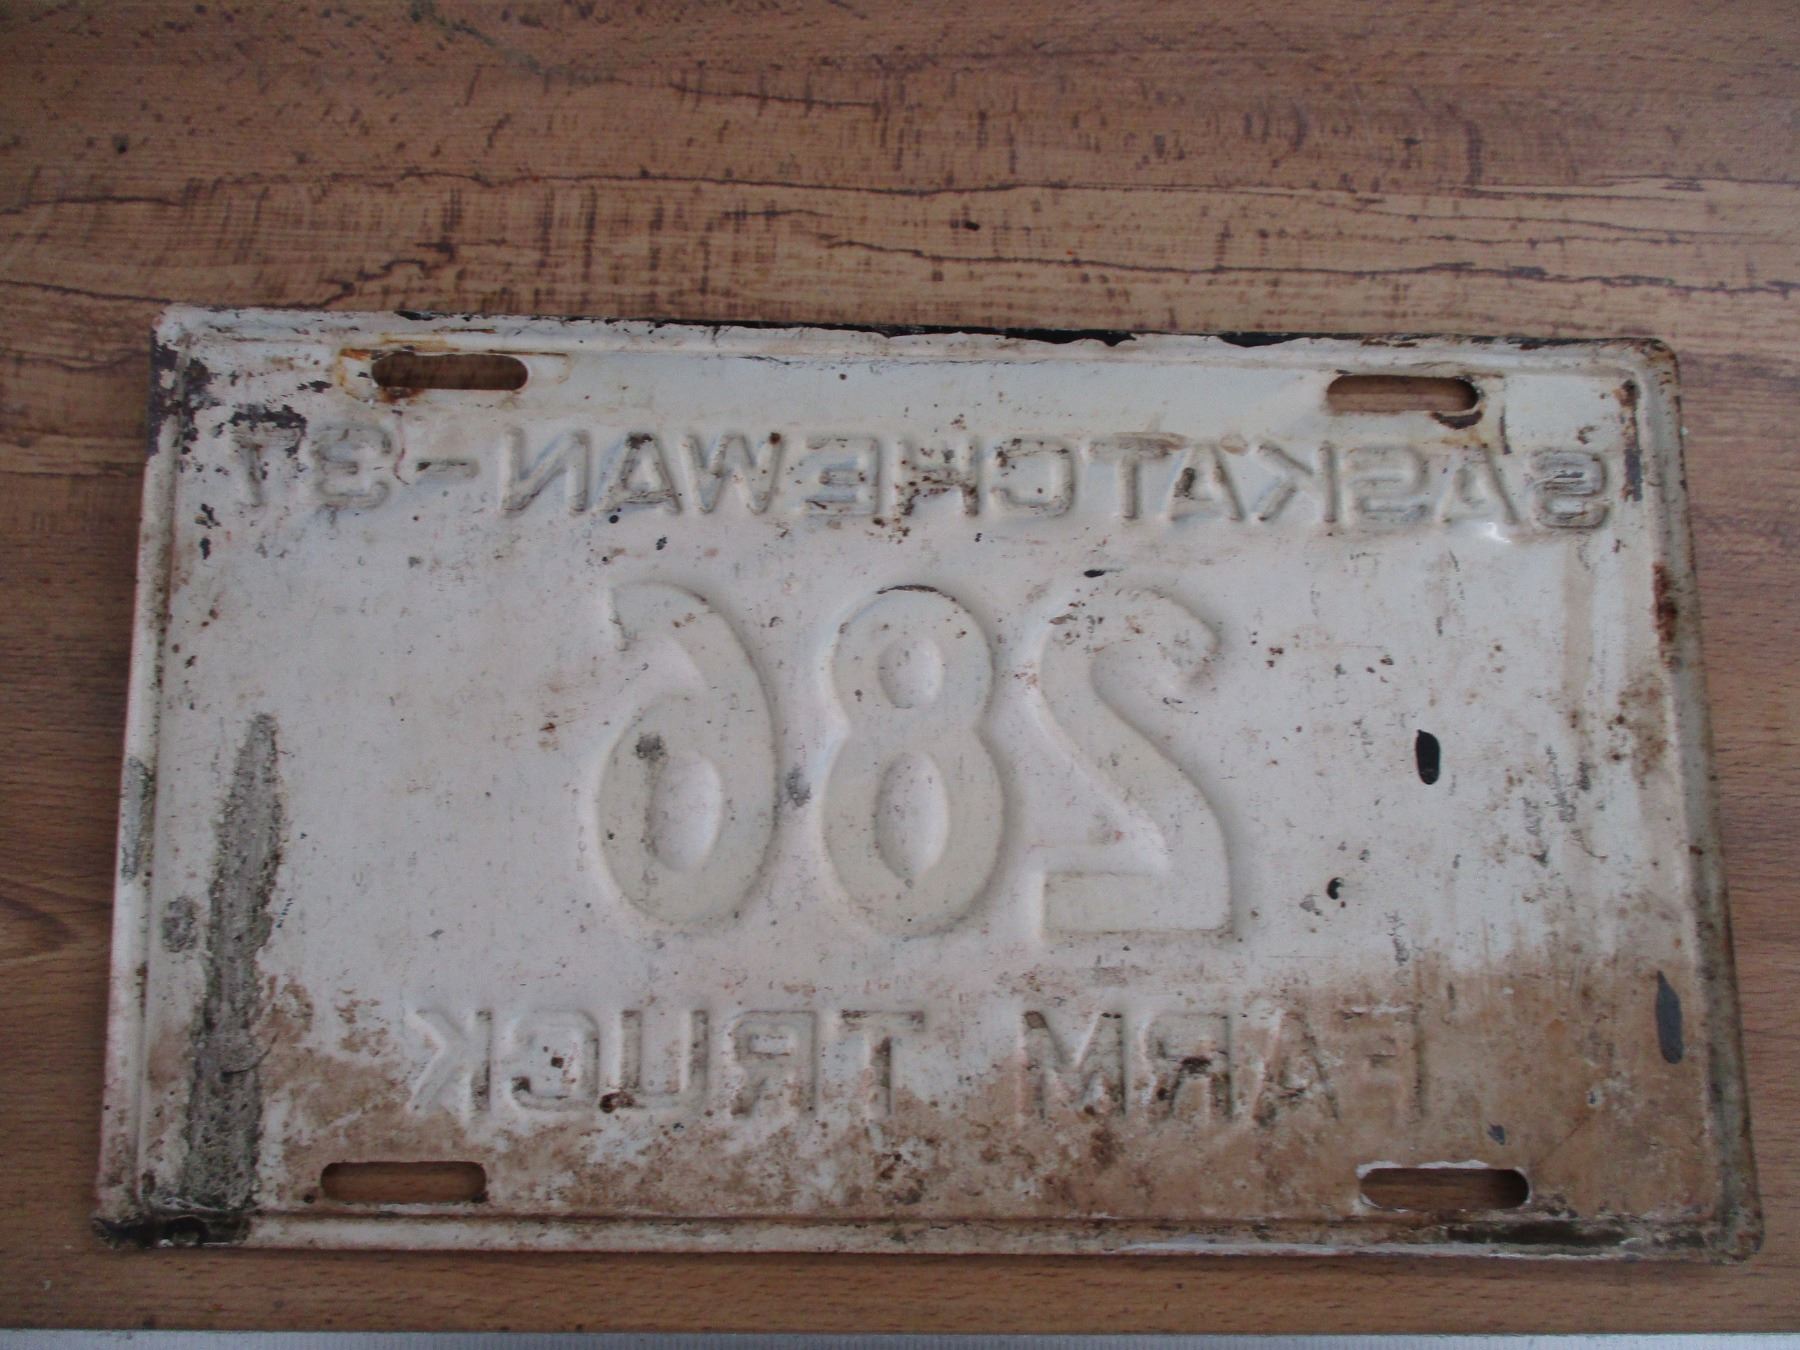 SASKATCHEWAN-37
286
FARM TRUCK